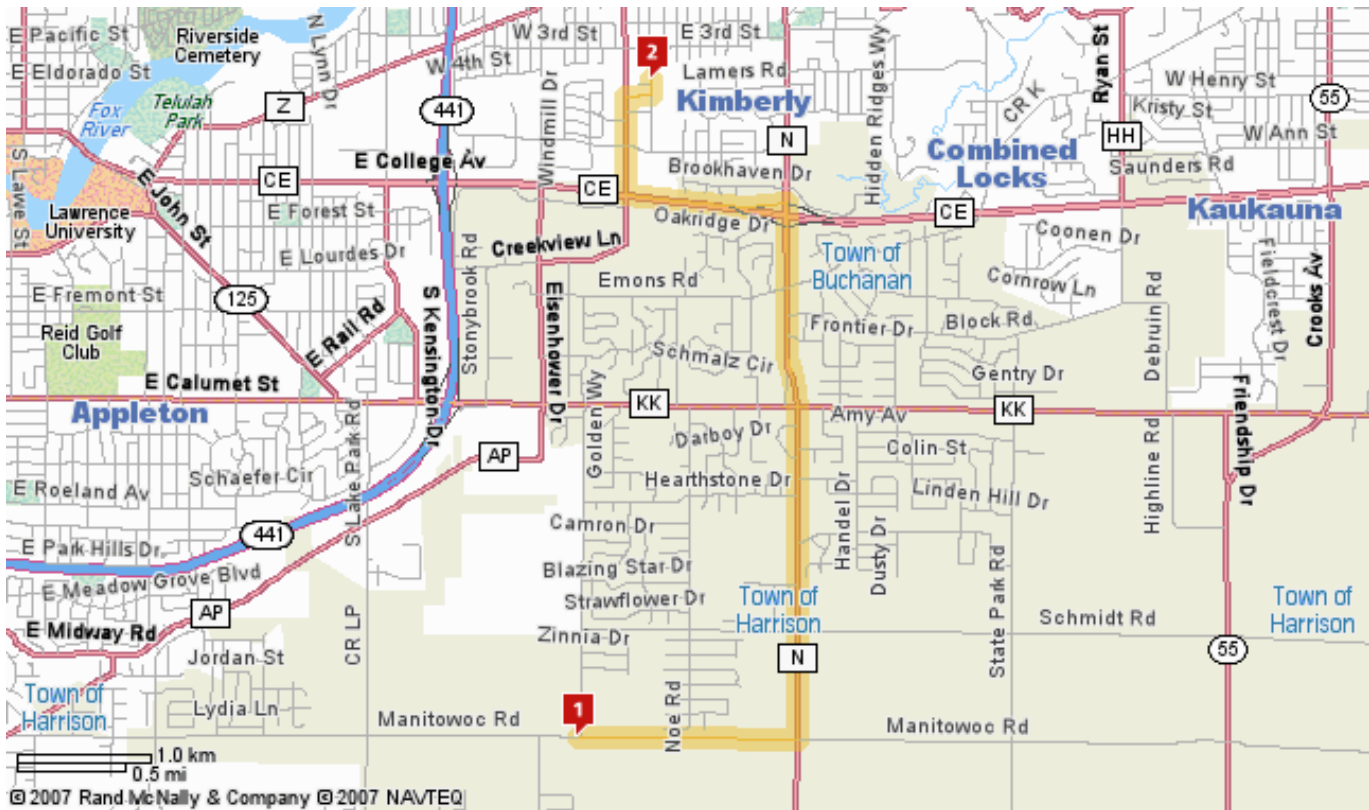 E Pacific St
Riverside
Cemetery
N Lynn Dr
W 3rd St
2
E 3rd St
Hidden Ridges Wy
Ryan St
E Eldorado St
W 4th St
Lamers Rd
W Henry St
55
Fox
River
Telulah
Park
Z
441
Windmill Dr
Kimberly
CR K
Kristy St
N
HH
W Ann St
S Lawe St
E College Av
Brookhaven Dr
Combined
Locks
Saunders Rd
CE
CE
Lawrence
University
E John St
E Forest St
Oakridge Dr
CE
Kaukauna
Creekview Ln
Coonen Dr
E Lourdes Dr
Stonybrook Rd
Emons Rd
Town of
Buchanan
Cornrow Ln
Fieldcrest Dr
Crooks Av
E Fremont St
125
S Kensington Dr
Eisenhower Dr
Debruin Rd
Reid Golf
Club
E Rail Rd
Frontier Dr
Block Rd
Schmalz Cir
E Calumet St
Gentry Dr
Appleton
KK
Amy Av
KK
Friendship Dr
S Lake Park Rd
Golden Wy
Darboy Dr
Colin St
Highline Rd
AP
Schaefer Cir
Hearthstone Dr
Linden Hill Dr
E Roeland Av
Handel Dr
441
Camron Dr
Dusty Dr
E Park Hills Dr
Blazing Star Dr
State Park Rd
E Meadow Grove Blvd
AP
Strawflower Dr
Town of
Harrison
Schmidt Rd
Town of
Harrison
E Midway Rd
Zinnia Dr
CR LP
Jordan St
N
55
Town of
Harrison
Lydia Ln
Noe Rd
1
Manitowoc Rd
Manitowoc Rd
1.0 km
0.5 mi
© 2007 Rand McNally & Company © 2007 NAVTEQ